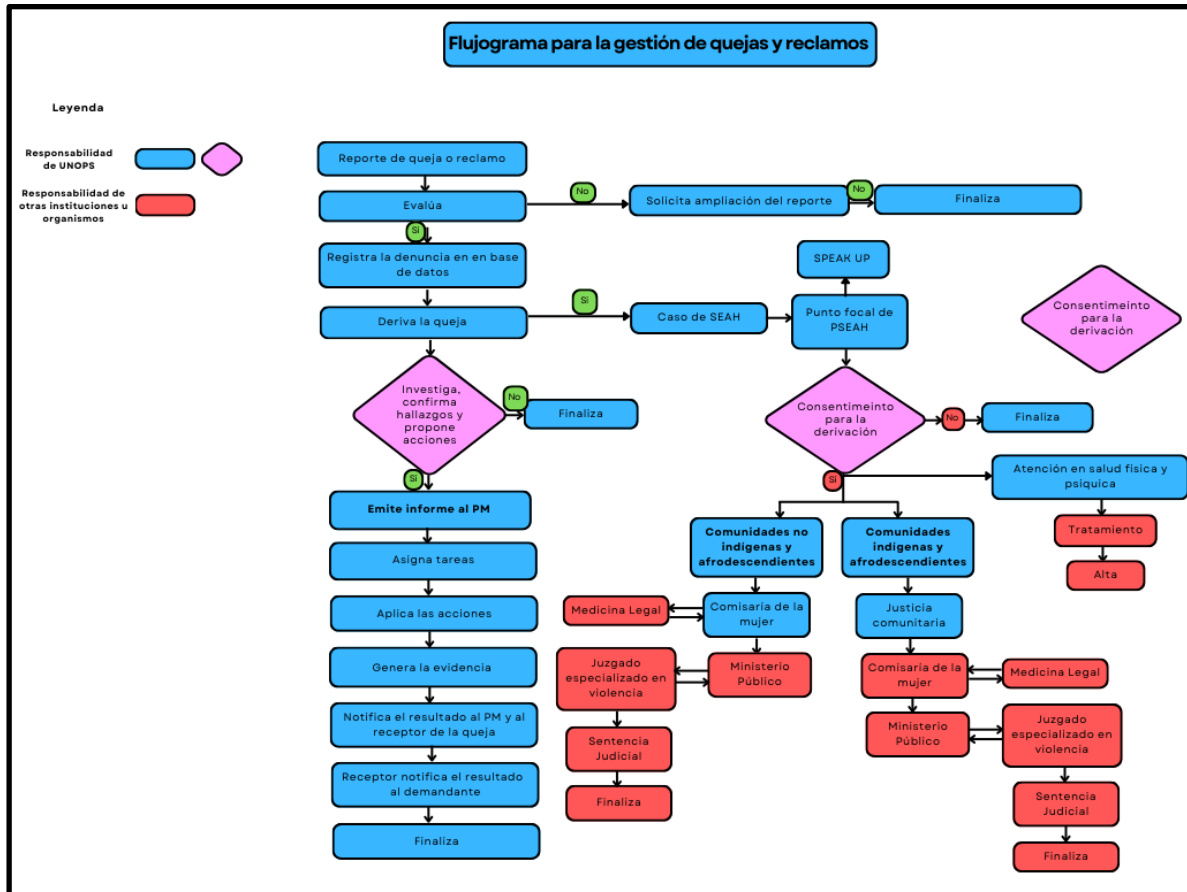 Flujograma para la gestión de quejas y reclamos
Leyenda
Responsabilidad
de UNOPS
Responsabilidad de
otras instituciones u
organismos
Reporte de queja o reclamo
Evalúa
No
Solicita ampliación del reporte
No
Finaliza
Sí
Registra la denuncia en en base
de datos
Deriva la queja
Sí
Caso de SEAH
SPEAK UP
Punto focal de
PSEAH
Consentimeinto
para la
derivación
Investiga,
confirma
hallazgos y
propone
acciones
No
Finaliza
Consentimeinto
para la
derivación
No
Finaliza
Sí
Sí
Atención en salud física y
psíquica
Tratamiento
Alta
Emite informe al PM
Asigna tareas
Aplica las acciones
Genera la evidencia
Notifica el resultado al PM y al
receptor de la queja
Receptor notifica el resultado
al demandante
Finaliza
Comunidades no
indígenas y
afrodescendientes
Medicina Legal
Comisaría de la
mujer
Juzgado
especializado en
violencia
Ministerio
Público
Sentencia
Judicial
Finaliza
Comunidades
indígenas y
afrodescendientes
Justicia
comunitaria
Comisaría de la
mujer
Medicina Legal
Ministerio
Público
Juzgado
especializado en
violencia
Sentencia
Judicial
Finaliza